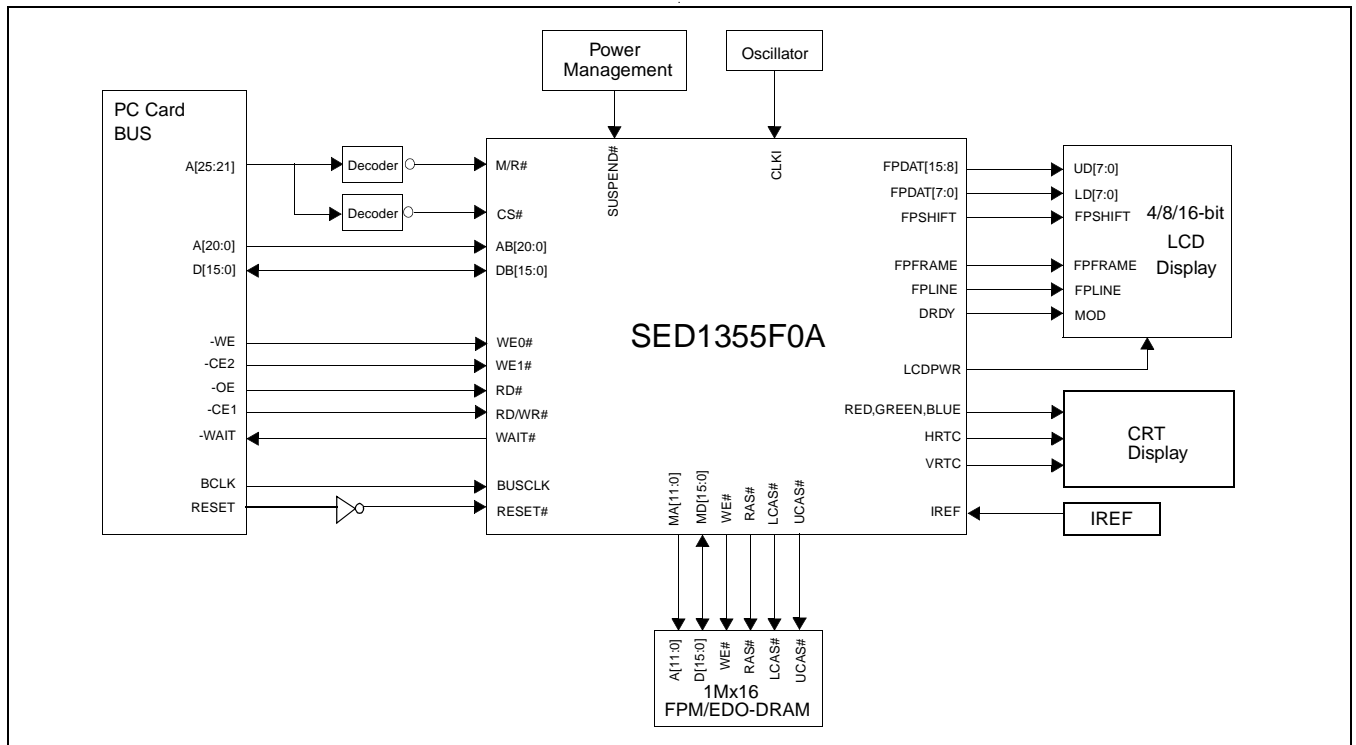 Power
Management
Oscillator
PC Card
BUS
A[25:21]
A[20:0]
D[15:0]
-WE
-CE2
-OE
-CE1
-WAIT
BCLK
RESET
Decoder
Decoder
M/R#
CS#
AB[20:0]
DB[15:0]
WE0#
WE1#
RD#
RD/WR#
WAIT#
BUSCLK
RESET#
SUSPEND#
CLKI
SED1355F0A
FPDAT[15:8]
FPDAT[7:0]
FPSHIFT
FPFRAME
FPLINE
DRDY
LCDPWR
RED,GREEN,BLUE
HRTC
VRTC
IREF
UD[7:0]
LD[7:0]
FPSHIFT
FPFRAME
FPLINE
MOD
4/8/16-bit
LCD
Display
CRT
Display
IREF
MA[11:0]
MD[15:0]
WE#
RAS#
LCAS#
UCAS#
A[11:0]
D[15:0]
WE#
RAS#
LCAS#
UCAS#
1Mx16
FPM/EDO-DRAM